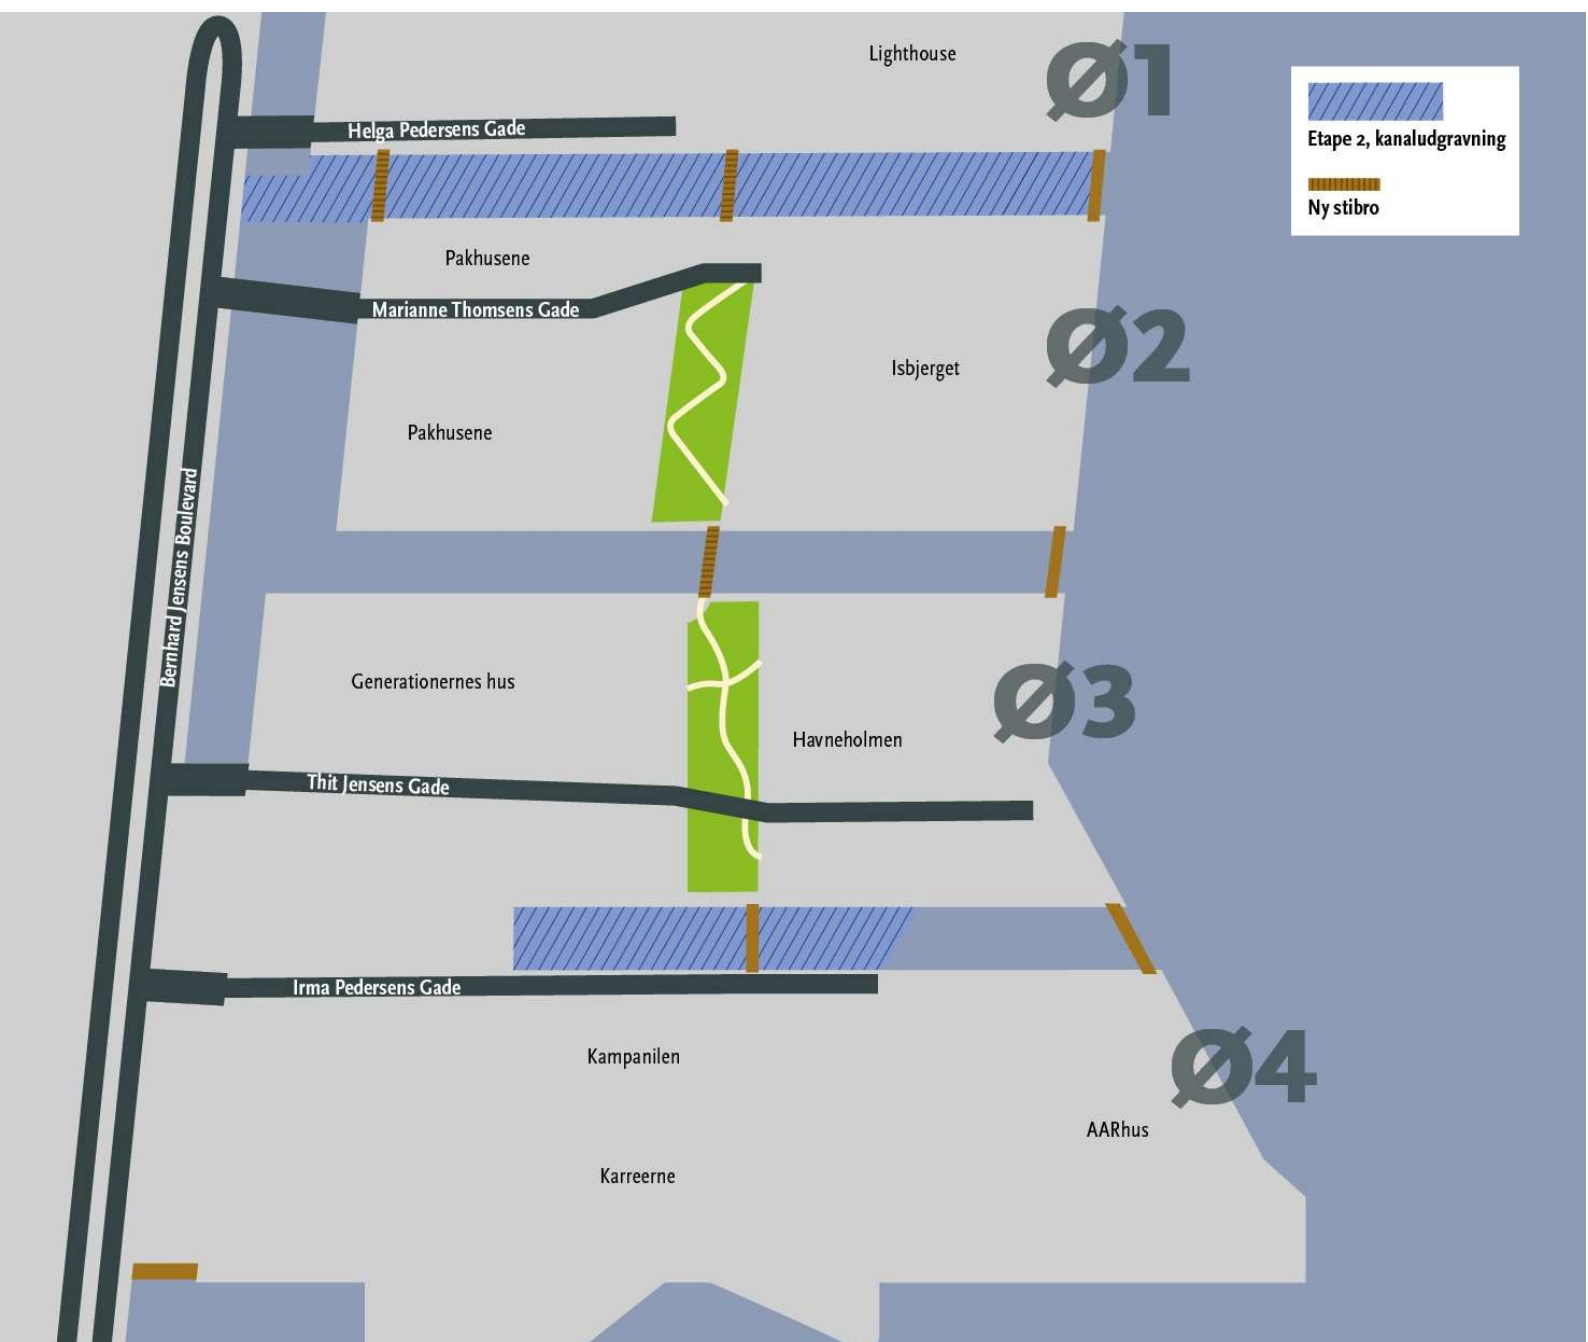 Lighthouse
Ø1
Etape 2, kanaludgravning
Ny stibro
Helga Pedersens Gade
Pakhusene
Marianne Thomsens Gade
Ø2
Isbjerget
Pakhusene
Bernhard Jensens Boulevard
Generationernes hus
Ø3
Havneholmen
Thit Jensens Gade
Irma Pedersens Gade
Kampanilen
Ø4
AARhus
Karreerne